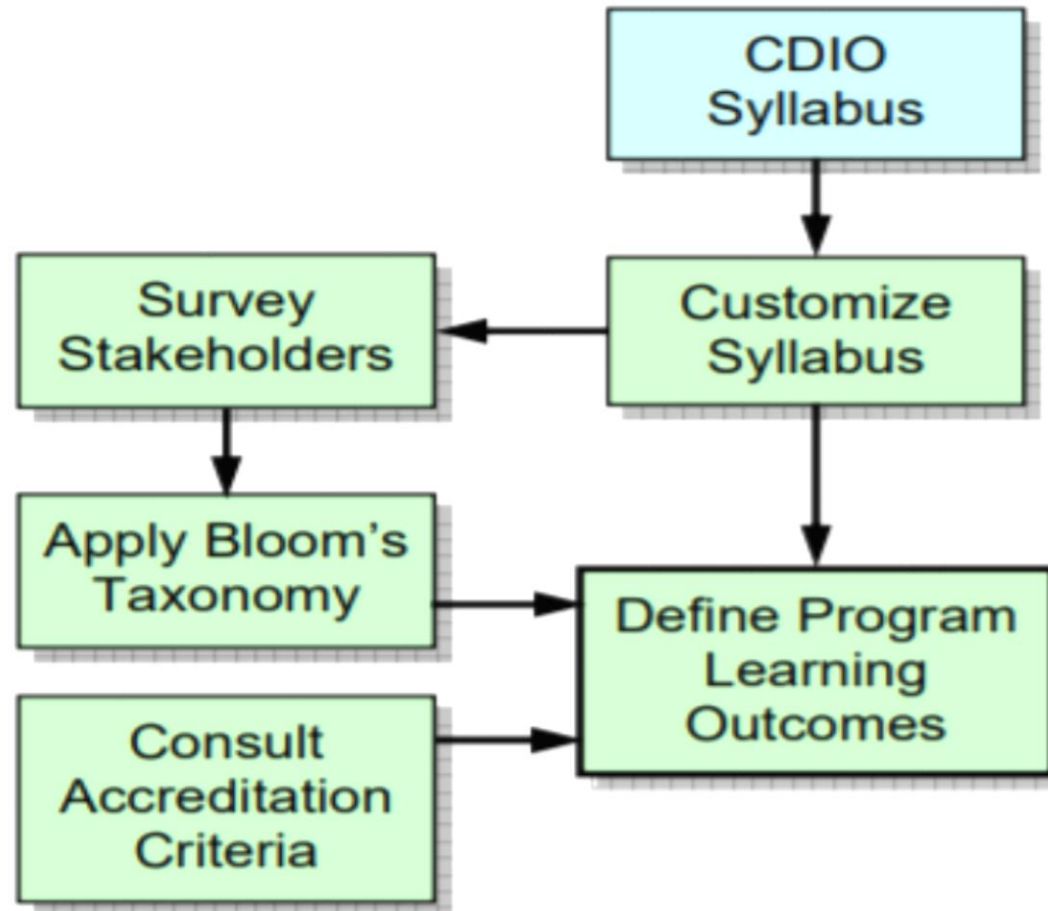 CDIO
Syllabus
Survey
Stakeholders
Customize
Syllabus
Apply Bloom's
Taxonomy
Define Program
Learning
Outcomes
Consult
Accreditation
Criteria